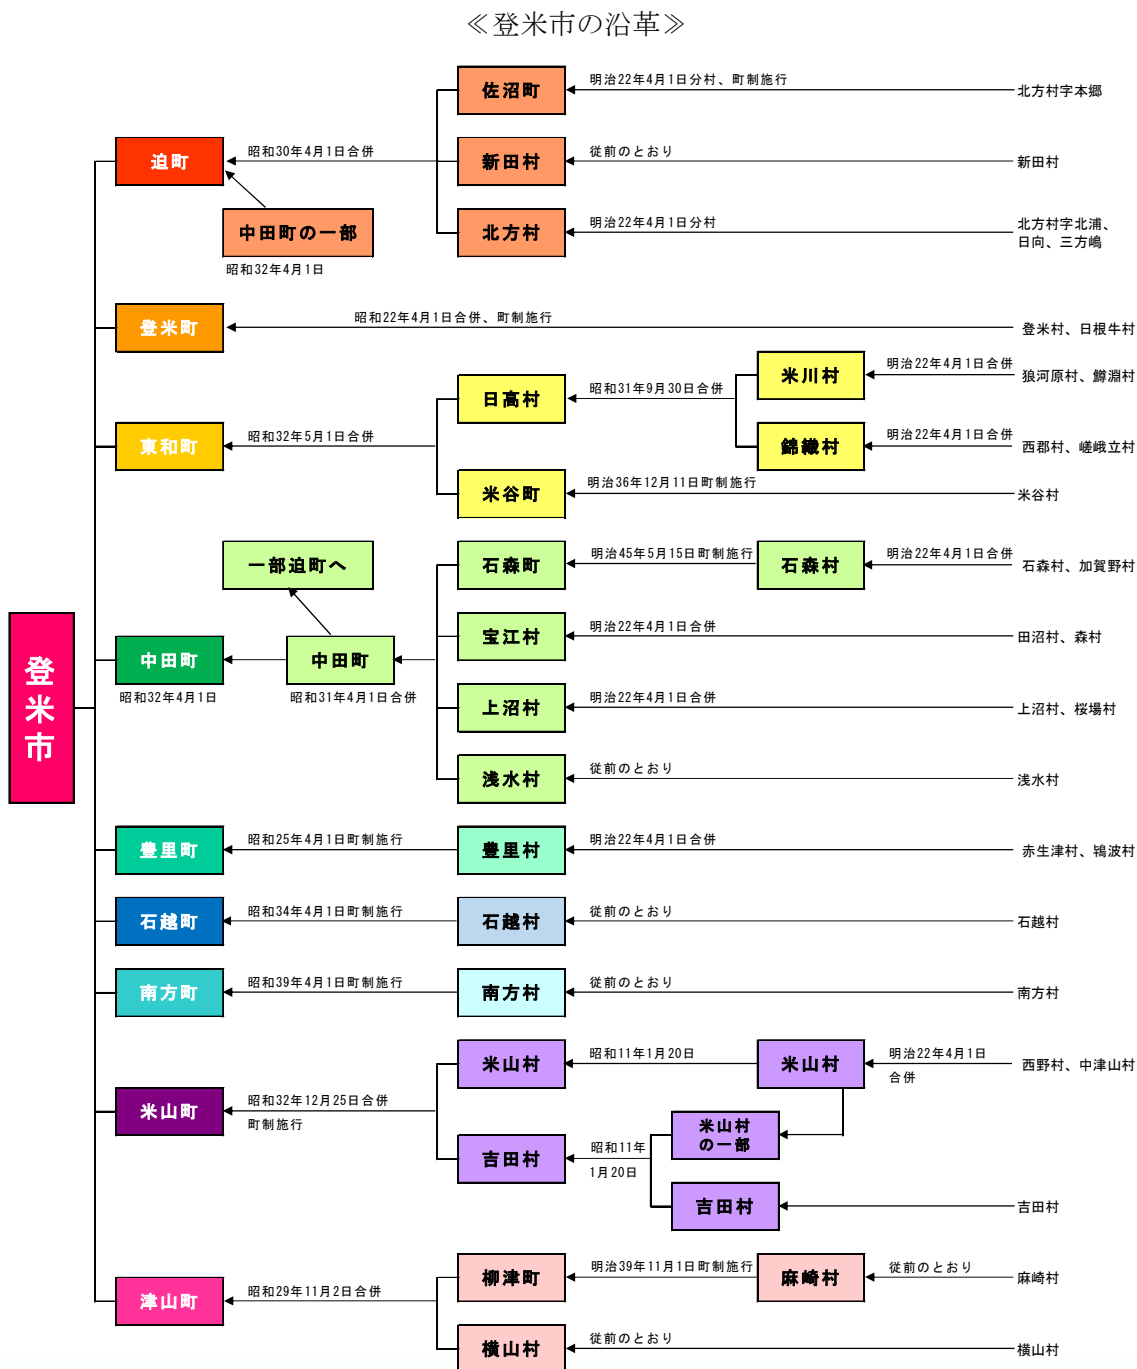 ≪登米市の沿革≫
佐沼町
明治22年4月1日分村、町制施行
北方村字本郷
迫町
昭和30年4月1日合併
新田村
従前のとおり
新田村
中田町の一部
昭和32年4月1日
北方村
明治22年4月1日分村
北方村字北浦、
日向、三方嶋
登米町
昭和22年4月1日合併、町制施行
登米村、日根牛村
米川村
明治22年4月1日合併
狼河原村、鱒淵村
日高村
昭和31年9月30日合併
東和町
昭和32年5月1日合併
錦織村
明治22年4月1日合併
西郡村、嵯峨立村
米谷町
明治36年12月11日町制施行
米谷村
一部迫町へ
石森町
明治45年5月15日町制施行
石森村
明治22年4月1日合併
石森村、加賀野村
宝江村
明治22年4月1日合併
田沼村、森村
登米市
中田町
昭和32年4月1日
中田町
昭和31年4月1日合併
上沼村
明治22年4月1日合併
上沼村、桜場村
浅水村
従前のとおり
浅水村
豊里町
昭和25年4月1日町制施行
豊里村
明治22年4月1日合併
赤生津村、鴇波村
石越町
昭和34年4月1日町制施行
石越村
従前のとおり
石越村
南方町
昭和39年4月1日町制施行
南方村
従前のとおり
南方村
米山村
昭和11年1月20日
米山村
明治22年4月1日
合併
西野村、中津山村
米山町
昭和32年12月25日合併
町制施行
米山村
の一部
吉田村
昭和11年
1月20日
吉田村
吉田村
柳津町
明治39年11月1日町制施行
麻崎村
従前のとおり
麻崎村
津山町
昭和29年11月2日合併
横山村
従前のとおり
横山村